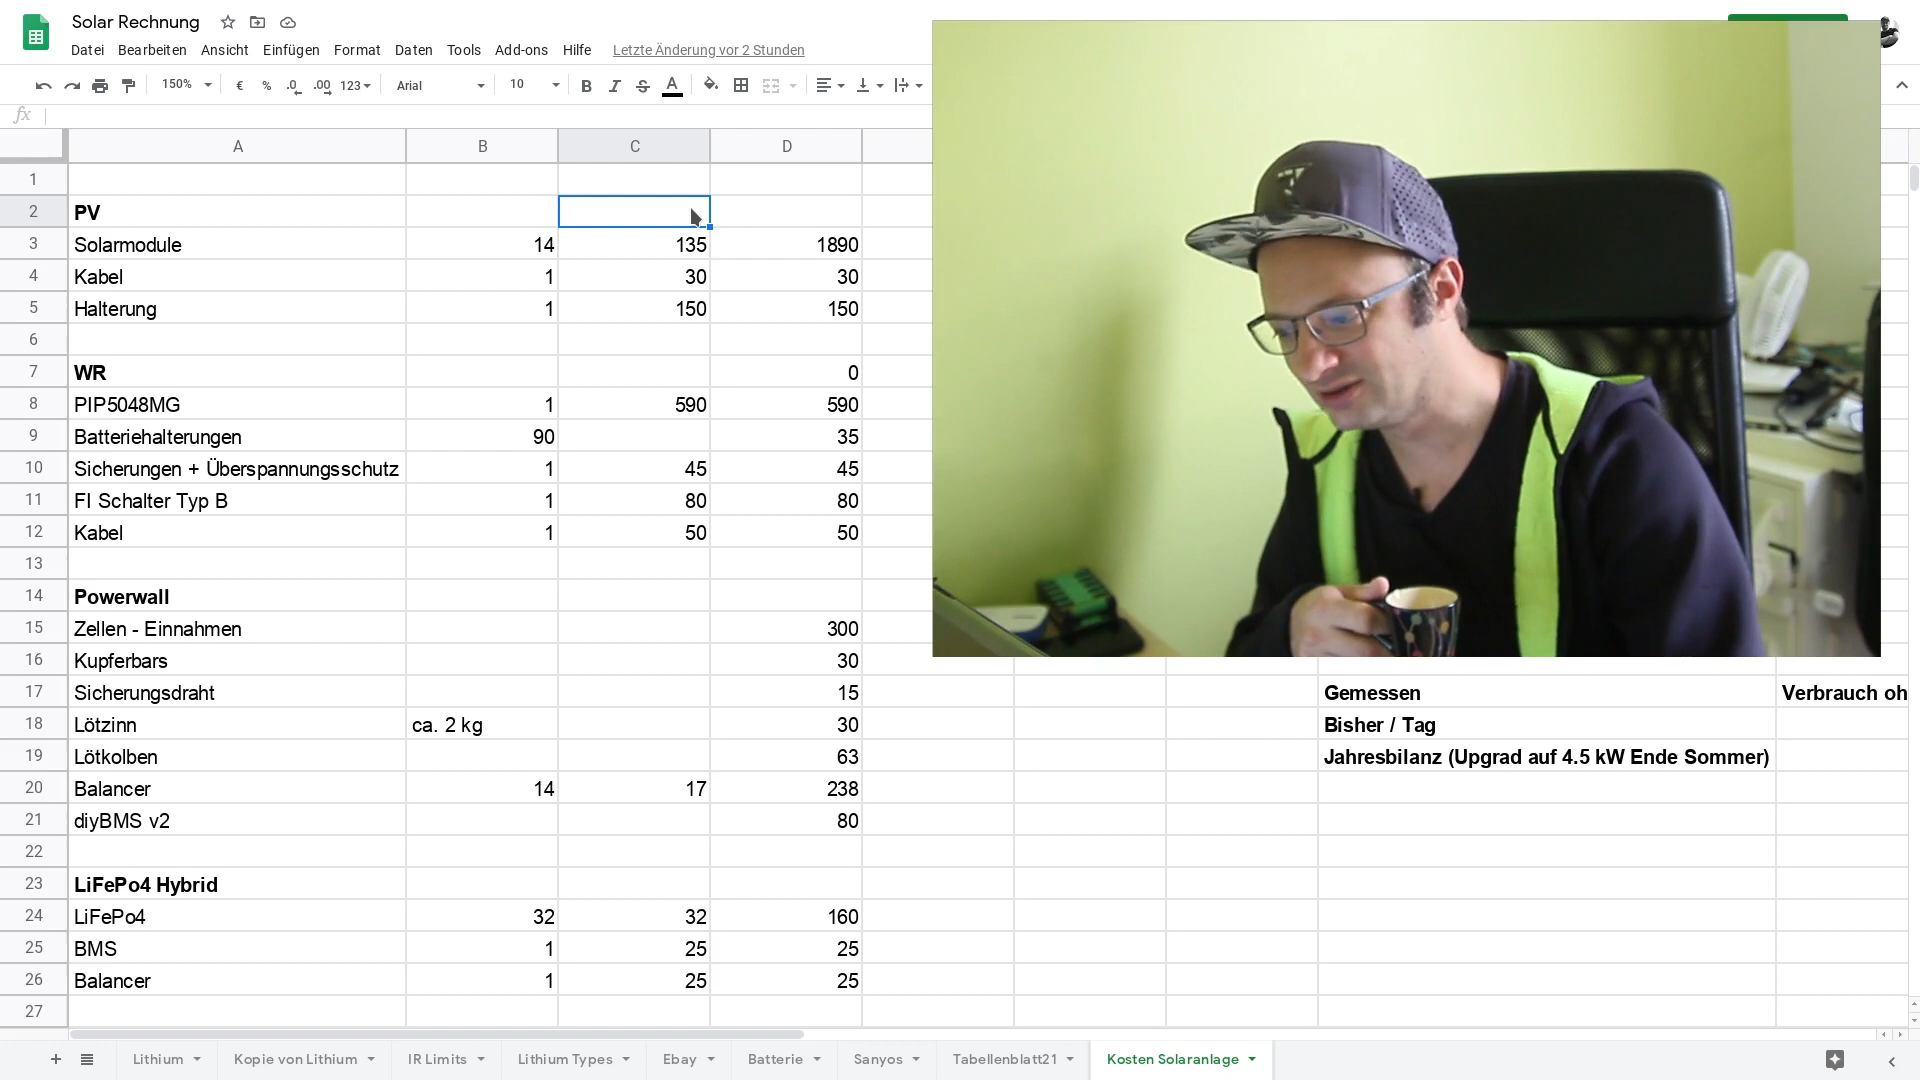 Solar Rechnung
Datei Bearbeiten Ansicht Einfügen Format Daten Tools Add-ons Hilfe Letzte Änderung vor 2 Stunden
150% € % .0 .00 123 Arial 10 B I S A
fx
A B C D
1
2 PV
3 Solarmodule 14 135 1890
4 Kabel 1 30 30
5 Halterung 1 150 150
6
7 WR 0
8 PIP5048MG 1 590 590
9 Batteriehalterungen 90 35
10 Sicherungen + Überspannungsschutz 1 45 45
11 FI Schalter Typ B 1 80 80
12 Kabel 1 50 50
13
14 Powerwall
15 Zellen - Einnahmen 300
16 Kupferbars 30
17 Sicherungsdraht 15 Gemessen Verbrauch oh
18 Lötzinn ca. 2 kg 30 Bisher / Tag
19 Lötkolben 63 Jahresbilanz (Upgrad auf 4.5 kW Ende Sommer)
20 Balancer 14 17 238
21 diyBMS v2 80
22
23 LiFePo4 Hybrid
24 LiFePo4 32 32 160
25 BMS 1 25 25
26 Balancer 1 25 25
27
+ Lithium Kopie von Lithium IR Limits Lithium Types Ebay Batterie Sanyos Tabellenblatt21 Kosten Solaranlage